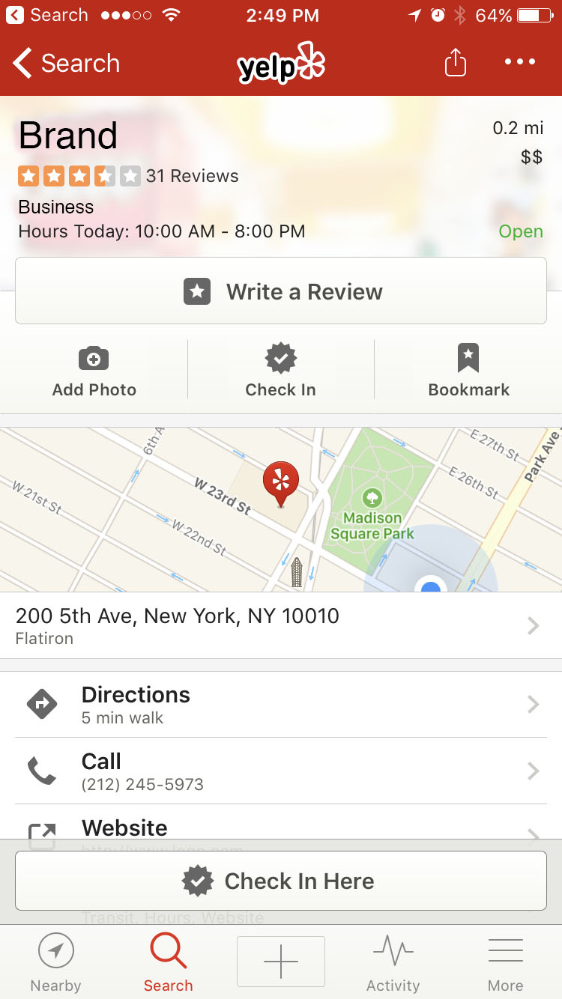 Search 2:49 PM 64%
Search yelp
Brand 0.2 mi
$$
31 Reviews
Business
Hours Today: 10:00 AM - 8:00 PM Open
Write a Review
Add Photo Check In Bookmark
6th A
E 27th St
Park Ave
W 23rd St
E 26th St
W 21st St
Madison
Square Park
W 22nd St
200 5th Ave, New York, NY 10010
Flatiron
Directions
5 min walk
Call
(212) 245-5973
Website
Check In Here
Transit, Hours, Website
Nearby Search Activity More